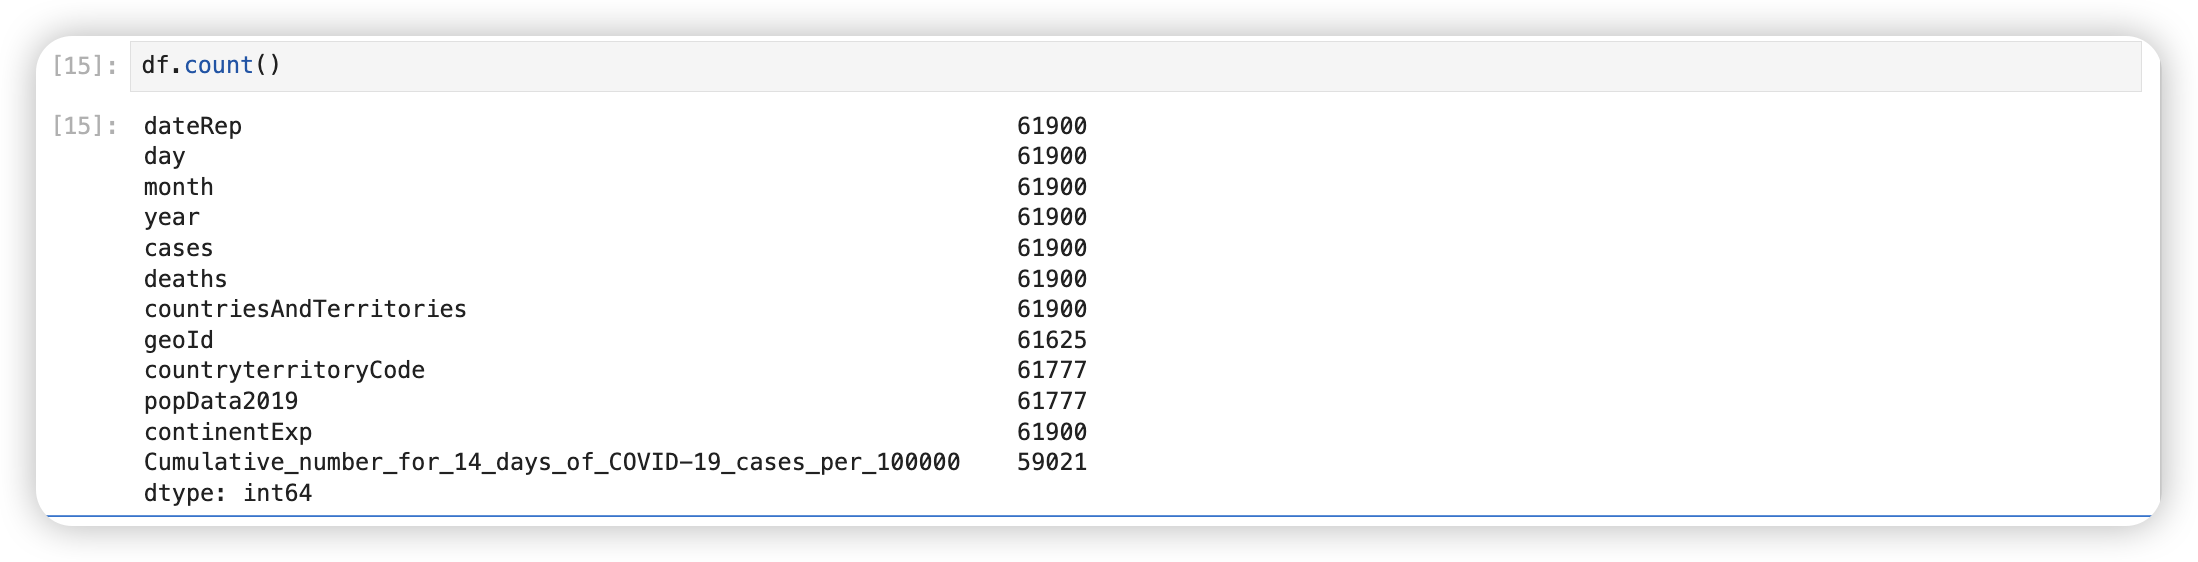 [15]: df.count()
[15]: dateRep 61900
day 61900
month 61900
year 61900
cases 61900
deaths 61900
countriesAndTerritories 61900
geoId 61625
countryterritoryCode 61777
popData2019 61777
continentExp 61900
Cumulative_number_for_14_days_of_COVID-19_cases_per_100000 59021
dtype: int64